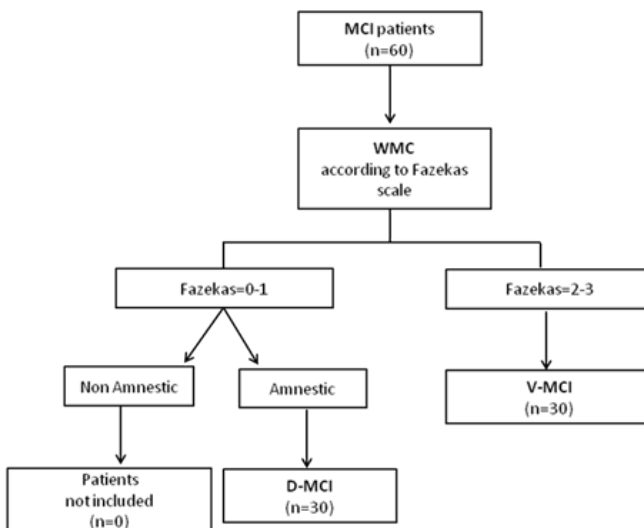 MCI patients
(n=60)
WMC
according to Fazekas
scale
Fazekas=0-1
Fazekas=2-3
Non Amnestic
Amnestic
V-MCI
(n=30)
Patients
not included
(n=0)
D-MCI
(n=30)